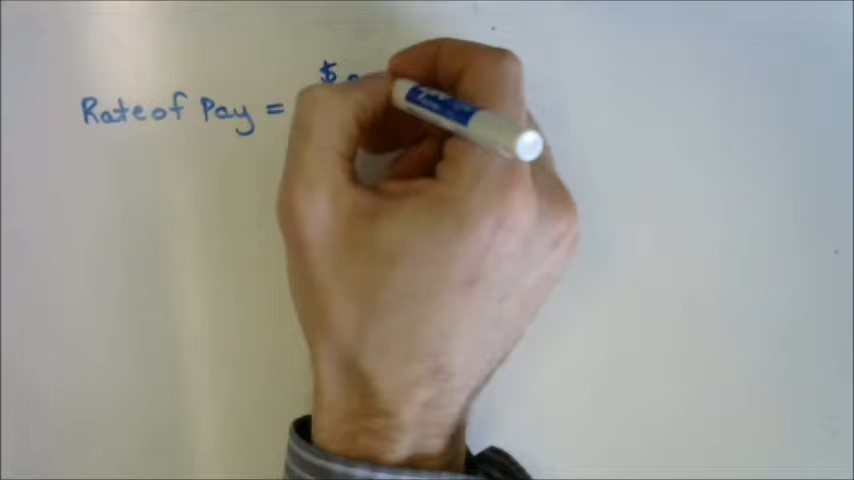 Rate of Pay = $